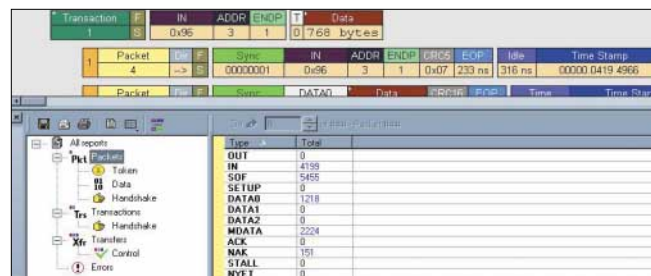 Transaction F IN ADDR ENDP T Data
1 S 0x96 3 1 0 768 bytes
Packet Dir F Sync IN ADDR ENDP CRC5 EOP Idle Time Stamp
1 4 --> S 00000001 0x96 3 1 0x07 233 ns 316 ns 00000.0419 4966
Packet Dir F Sync DATA0 Data CRC16 EOP Time Time Star
All reports
Pkt Packets
Token
Data
Handshake
Trs Transactions
Handshake
Xfr Transfers
Control
Errors
Type Total
OUT 0
IN 4199
SOF 5455
SETUP 0
DATA0 1218
DATA1 0
DATA2 0
MDATA 2224
ACK 0
NAK 151
STALL 0
NYET 0